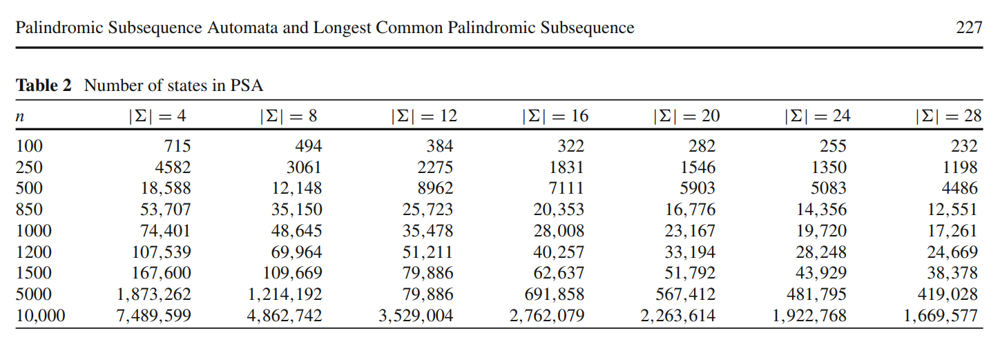 Palindromic Subsequence Automata and Longest Common Palindromic Subsequence 227
Table 2 Number of states in PSA
n |Σ| = 4 |Σ| = 8 |Σ| = 12 |Σ| = 16 |Σ| = 20 |Σ| = 24 |Σ| = 28
100 715 494 384 322 282 255 232
250 4582 3061 2275 1831 1546 1350 1198
500 18,588 12,148 8962 7111 5903 5083 4486
850 53,707 35,150 25,723 20,353 16,776 14,356 12,551
1000 74,401 48,645 35,478 28,008 23,167 19,720 17,261
1200 107,539 69,964 51,211 40,257 33,194 28,248 24,669
1500 167,600 109,669 79,886 62,637 51,792 43,929 38,378
5000 1,873,262 1,214,192 79,886 691,858 567,412 481,795 419,028
10,000 7,489,599 4,862,742 3,529,004 2,762,079 2,263,614 1,922,768 1,669,577